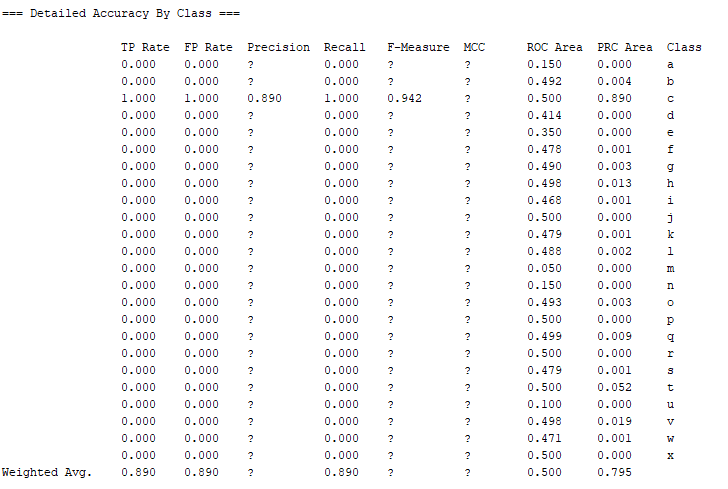 === Detailed Accuracy By Class ===
TP Rate FP Rate Precision Recall F-Measure MCC ROC Area PRC Area Class
0.000 0.000 ? 0.000 ? ? 0.150 0.000 a
0.000 0.000 ? 0.000 ? ? 0.492 0.004 b
1.000 1.000 0.890 1.000 0.942 ? 0.500 0.890 c
0.000 0.000 ? 0.000 ? ? 0.414 0.000 d
0.000 0.000 ? 0.000 ? ? 0.350 0.000 e
0.000 0.000 ? 0.000 ? ? 0.478 0.001 f
0.000 0.000 ? 0.000 ? ? 0.490 0.003 g
0.000 0.000 ? 0.000 ? ? 0.498 0.013 h
0.000 0.000 ? 0.000 ? ? 0.468 0.001 i
0.000 0.000 ? 0.000 ? ? 0.500 0.000 j
0.000 0.000 ? 0.000 ? ? 0.479 0.001 k
0.000 0.000 ? 0.000 ? ? 0.488 0.002 l
0.000 0.000 ? 0.000 ? ? 0.050 0.000 m
0.000 0.000 ? 0.000 ? ? 0.150 0.000 n
0.000 0.000 ? 0.000 ? ? 0.493 0.003 o
0.000 0.000 ? 0.000 ? ? 0.500 0.000 p
0.000 0.000 ? 0.000 ? ? 0.499 0.009 q
0.000 0.000 ? 0.000 ? ? 0.500 0.000 r
0.000 0.000 ? 0.000 ? ? 0.479 0.001 s
0.000 0.000 ? 0.000 ? ? 0.500 0.052 t
0.000 0.000 ? 0.000 ? ? 0.100 0.000 u
0.000 0.000 ? 0.000 ? ? 0.498 0.019 v
0.000 0.000 ? 0.000 ? ? 0.471 0.001 w
0.000 0.000 ? 0.000 ? ? 0.500 0.000 x
Weighted Avg. 0.890 0.890 ? 0.890 ? ? 0.500 0.795